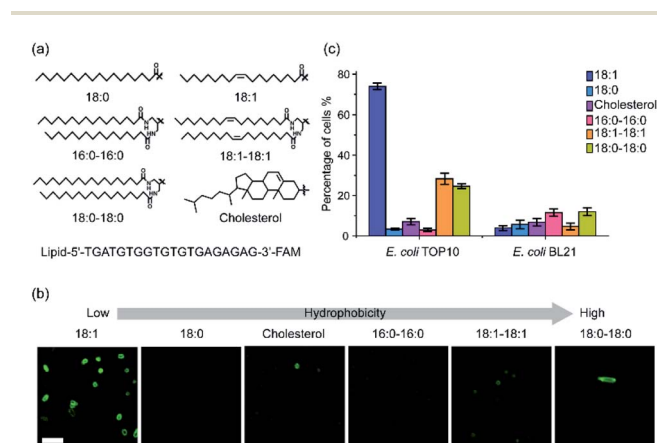 (a)
18:0
18:1
16:0-16:0
18:1-18:1
18:0-18:0
Cholesterol
Lipid-5'-TGATGTGGTGTGTGAGAGAG-3'-FAM
(c)
Percentage of cells %
80
60
40
20
0
E. coli TOP10
E. coli BL21
18:1
18:0
Cholesterol
16:0-16:0
18:1-18:1
18:0-18:0
(b)
Low
Hydrophobicity
High
18:1
18:0
Cholesterol
16:0-16:0
18:1-18:1
18:0-18:0